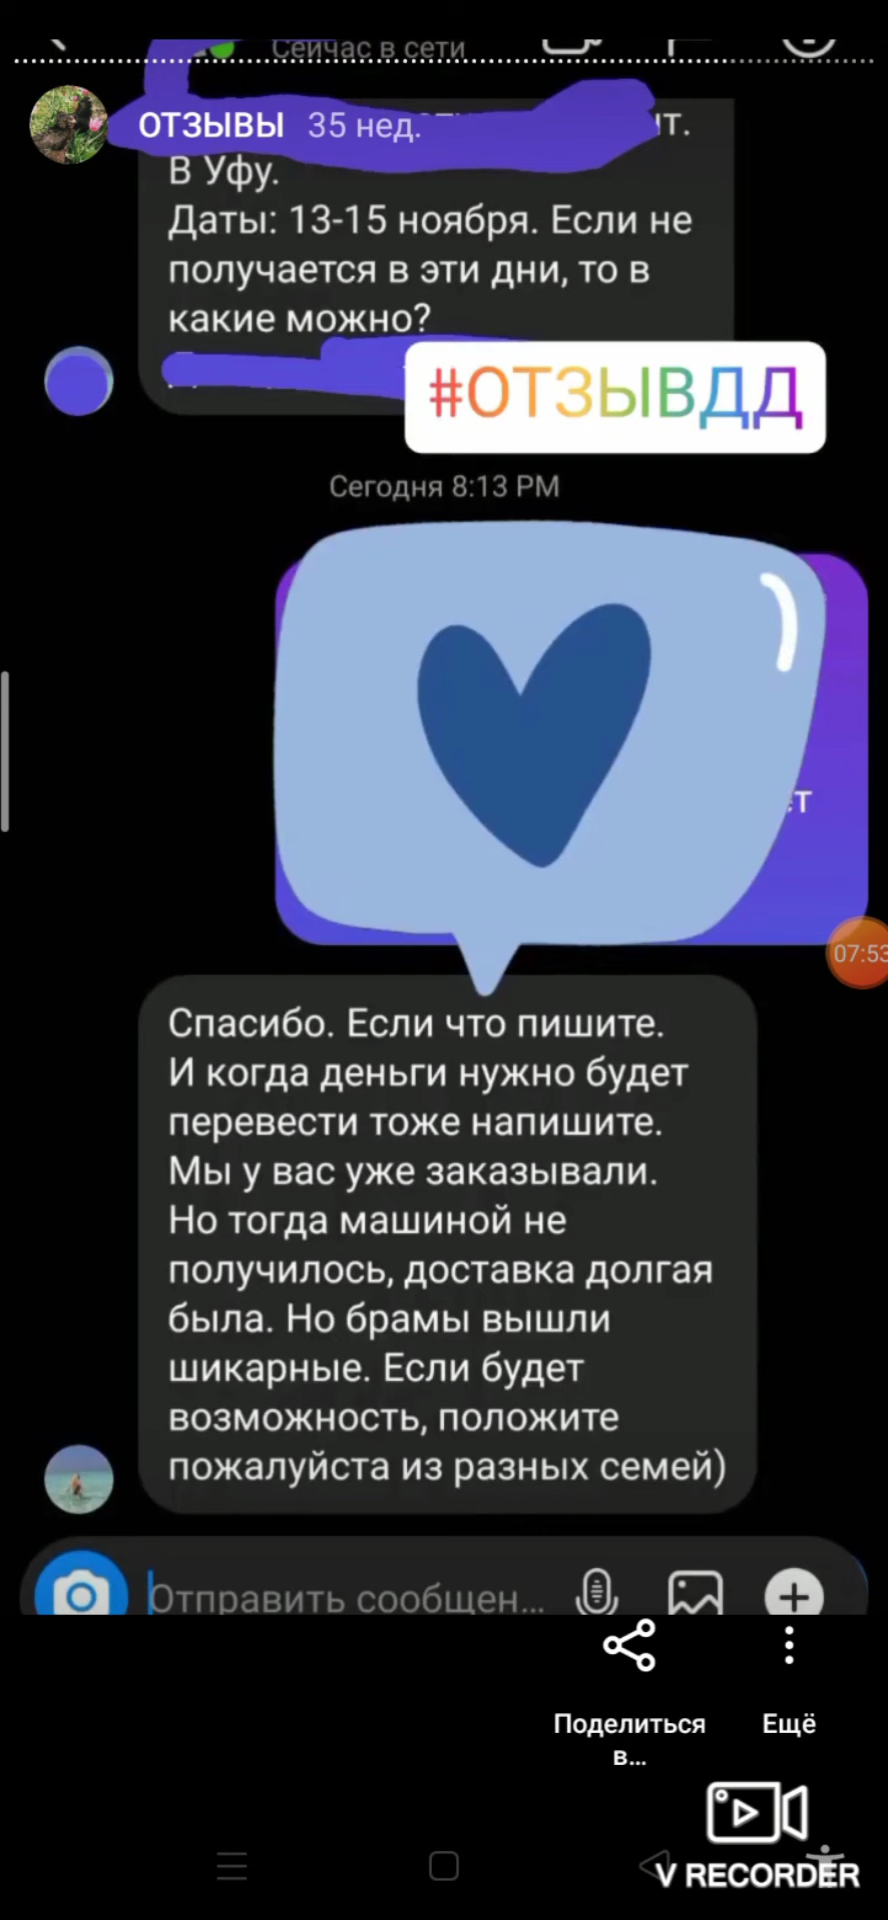 Сейчас в сети
ОТЗЫВЫ 35 нед.
В Уфу.
Даты: 13-15 ноября. Если не
получается в эти дни, то в
какие можно?
#ОТЗЫВДД
Сегодня 8:13 PM
07:53
Спасибо. Если что пишите.
И когда деньги нужно будет
перевести тоже напишите.
Мы у вас уже заказывали.
Но тогда машиной не
получилось, доставка долгая
была. Но брамы вышли
шикарные. Если будет
возможность, положите
пожалуйста из разных семей)
Отправить сообщен...
Поделиться
в...
Ещё
V RECORDER